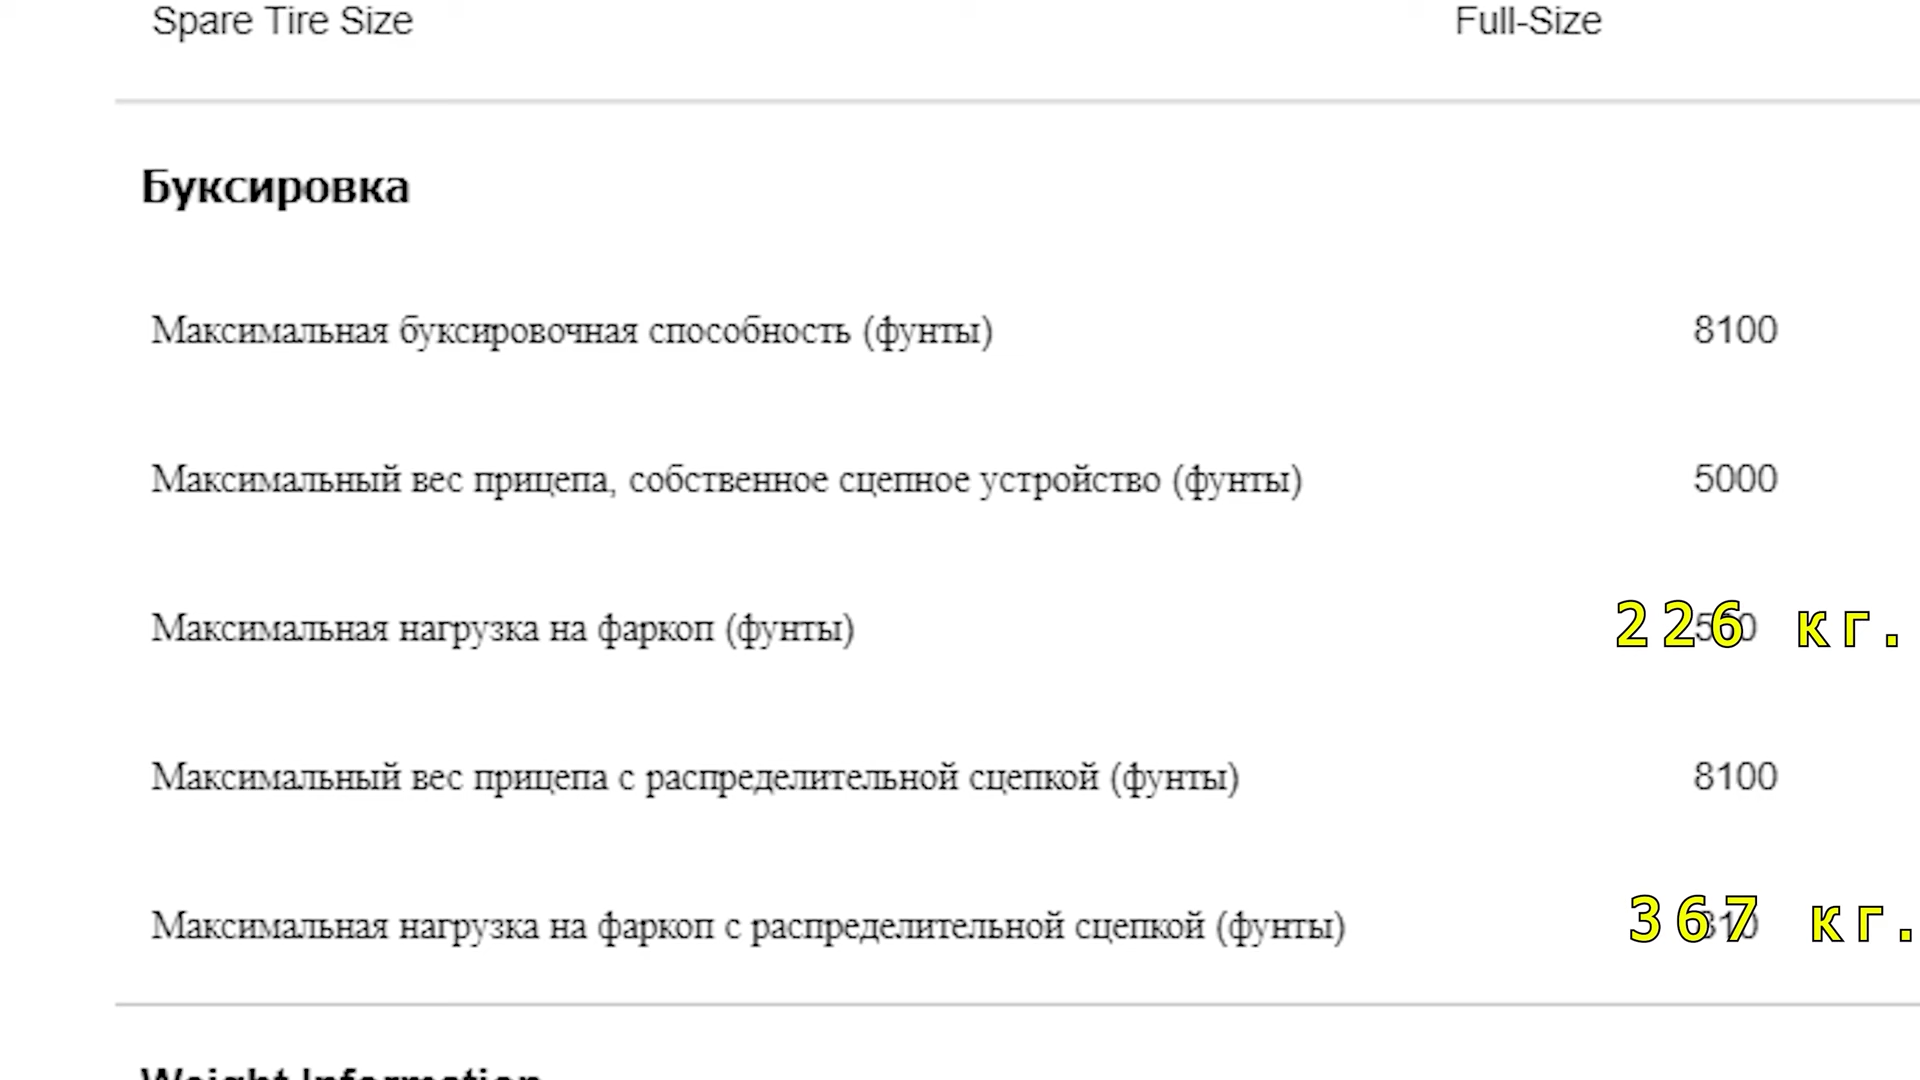 Spare Tire Size Full-Size
Буксировка
Максимальная буксировочная способность (фунты) 8100
Максимальный вес прицепа, собственное сцепное устройство (фунты) 5000
Максимальная нагрузка на фаркоп (фунты) 226 кг.
Максимальный вес прицепа с распределительной сцепкой (фунты) 8100
Максимальная нагрузка на фаркоп с распределительной сцепкой (фунты) 367 кг.
Weight Information